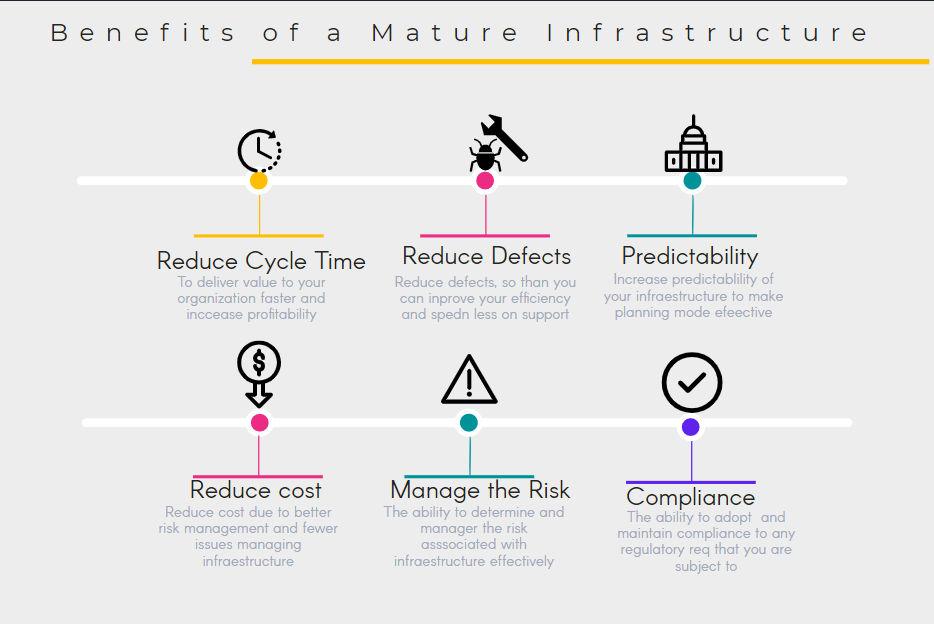 Benefits of a Mature Infrastructure
Reduce Cycle Time
To deliver value to your
organization faster and
inccease profitability
Reduce Defects
Reduce defects, so than you
can inprove your efficiency
and spedn less on support
Predictability
Increase predictablility of
your infraestructure to make
planning mode efeective
$
Reduce cost
Reduce cost due to better
risk management and fewer
issues managing
infraestructure
Manage the Risk
The ability to determine and
manager the risk
asssociated with
infraestructure effectively
Compliance
The ability to adopt  and
maintain compliance to any
regulatory req that you are
subject to